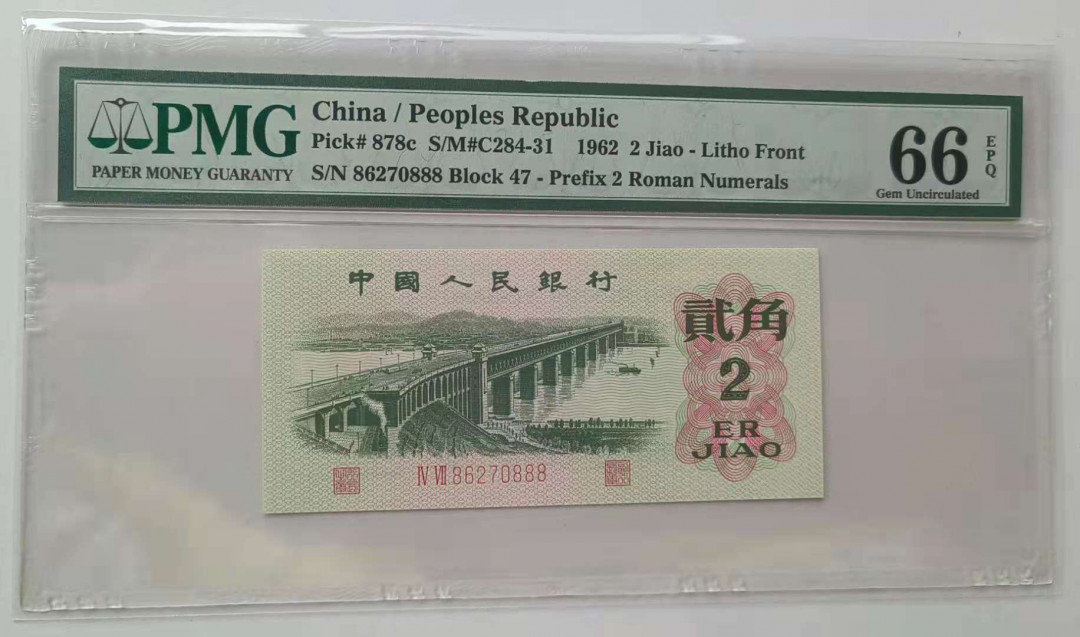 PMG
PAPER MONEY GUARANTY
China / Peoples Republic
Pick# 878c S/M#C284-31 1962 2 Jiao - Litho Front
S/N 86270888 Block 47 - Prefix 2 Roman Numerals
66
EPQ
Gem Uncirculated
中國人民銀行
貳角
2
ER
JIAO
IV VII 86270888